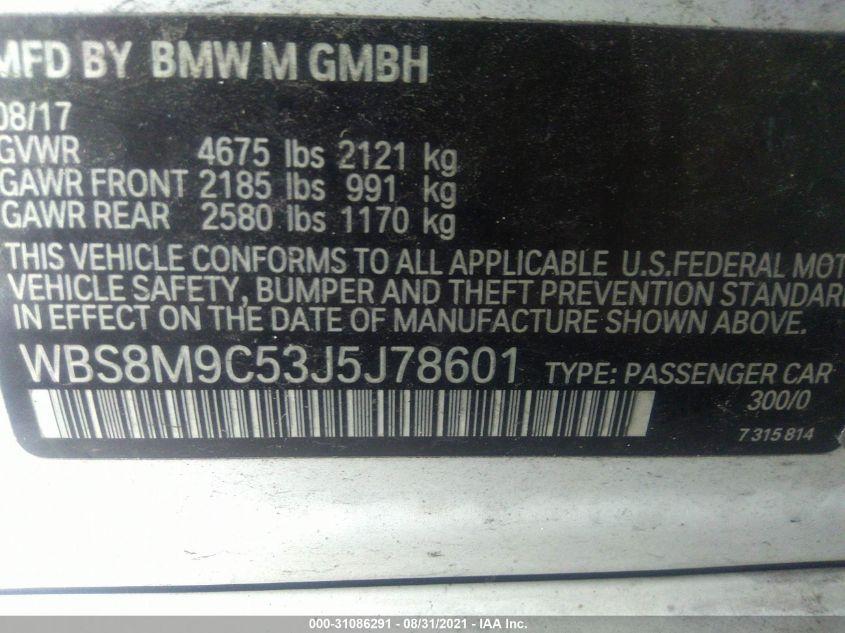 MFD BY BMW M GMBH
08/17
GVWR 4675 lbs 2121 kg
GAWR FRONT 2185 lbs 991 kg
GAWR REAR 2580 lbs 1170 kg
THIS VEHICLE CONFORMS TO ALL APPLICABLE U.S.FEDERAL MOT
VEHICLE SAFETY, BUMPER AND THEFT PREVENTION STANDAR
IN EFFECT ON THE DATE OF MANUFACTURE SHOWN ABOVE.
WBS8M9C53J5J78601 TYPE: PASSENGER CAR
300/0
7 315 814
000-31086291 - 08/31/2021 - IAAI.com